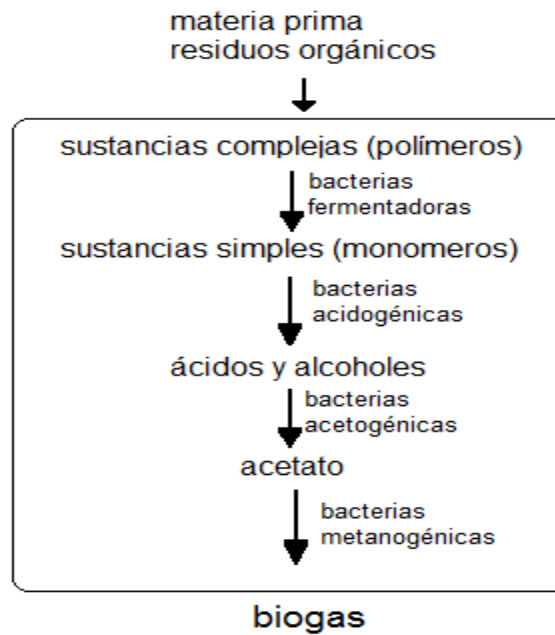 materia prima
residuos orgánicos
sustancias complejas (polímeros)
bacterias
fermentadoras
sustancias simples (monomeros)
bacterias
acidogénicas
ácidos y alcoholes
bacterias
acetogénicas
acetato
bacterias
metanogénicas
biogas